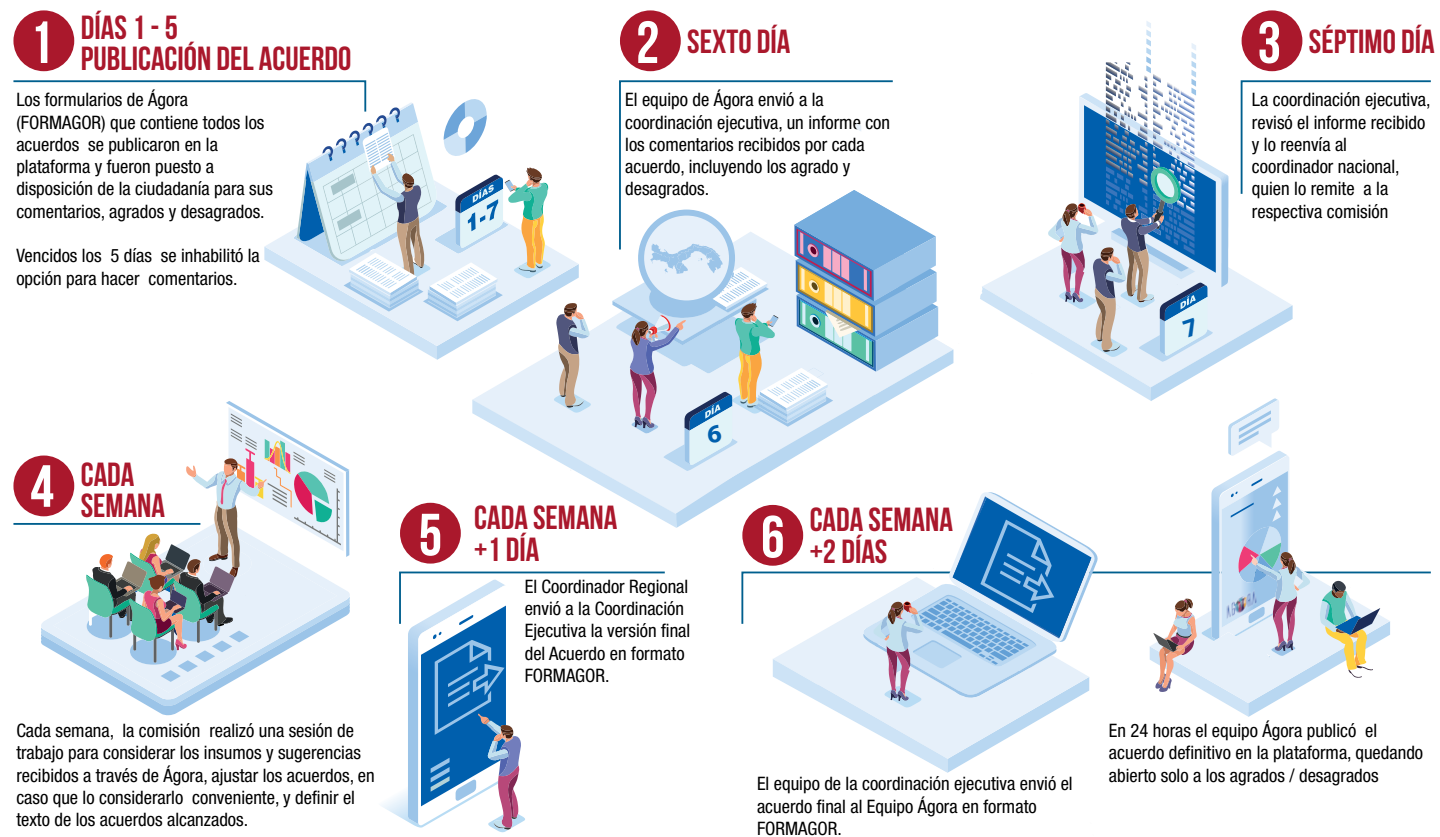 1
DÍAS 1 - 5
PUBLICACIÓN DEL ACUERDO
Los formularios de Ágora
(FORMAGOR) que contiene todos los
acuerdos se publicaron en la
plataforma y fueron puesto a
disposición de la ciudadanía para sus
comentarios, agrados y desagrados.
Vencidos los 5 días se inhabilitó la
opción para hacer comentarios.
DÍAS
1-7
2
SEXTO DÍA
El equipo de Ágora envió a la
coordinación ejecutiva, un informe con
los comentarios recibidos por cada
acuerdo, incluyendo los agrado y
desagrados.
DÍA
6
3
SÉPTIMO DÍA
La coordinación ejecutiva,
revisó el informe recibido
y lo reenvía al
coordinador nacional,
quien lo remite a la
respectiva comisión
DÍA
7
4
CADA
SEMANA
Cada semana, la comisión realizó una sesión de
trabajo para considerar los insumos y sugerencias
recibidos a través de Ágora, ajustar los acuerdos, en
caso que lo considerarlo conveniente, y definir el
texto de los acuerdos alcanzados.
5
CADA SEMANA
+1 DÍA
El Coordinador Regional
envió a la Coordinación
Ejecutiva la versión final
del Acuerdo en formato
FORMAGOR.
6
CADA SEMANA
+2 DÍAS
El equipo de la coordinación ejecutiva envió el
acuerdo final al Equipo Ágora en formato
FORMAGOR.
AGORA
En 24 horas el equipo Ágora publicó el
acuerdo definitivo en la plataforma, quedando
abierto solo a los agrados / desagrados